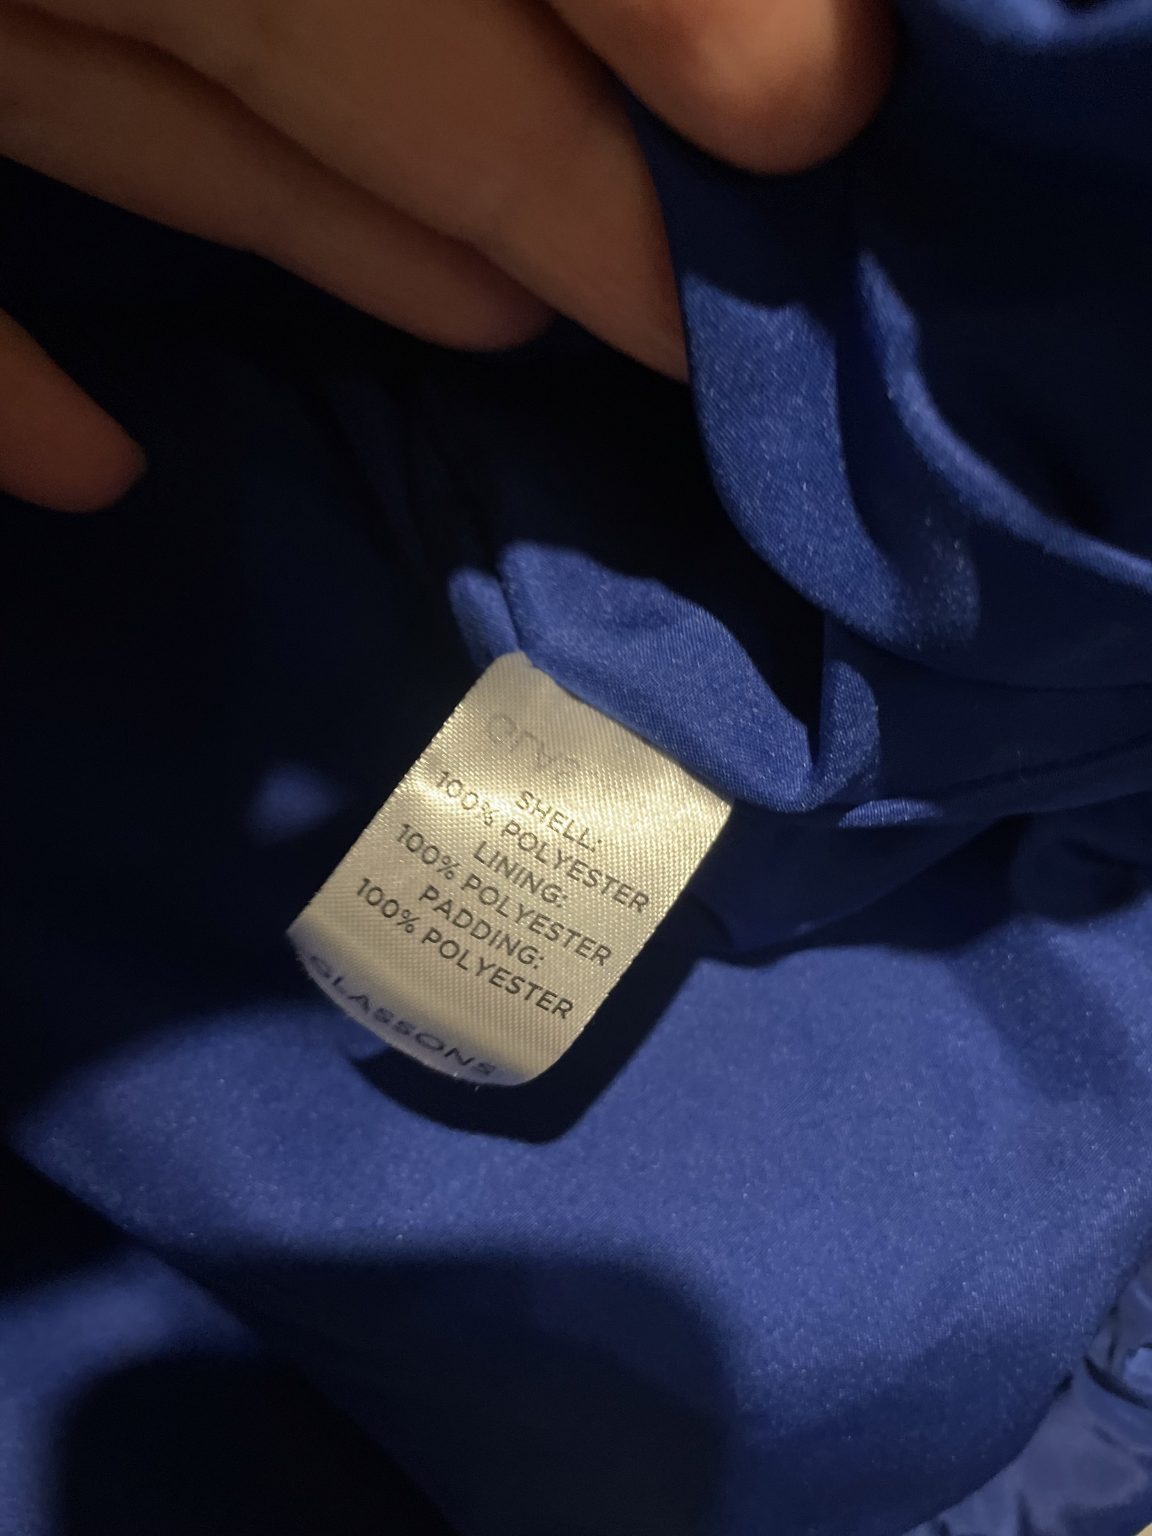 SHELL:
100% POLYESTER
LINING:
100% POLYESTER
PADDING:
100% POLYESTER
GLASSONS